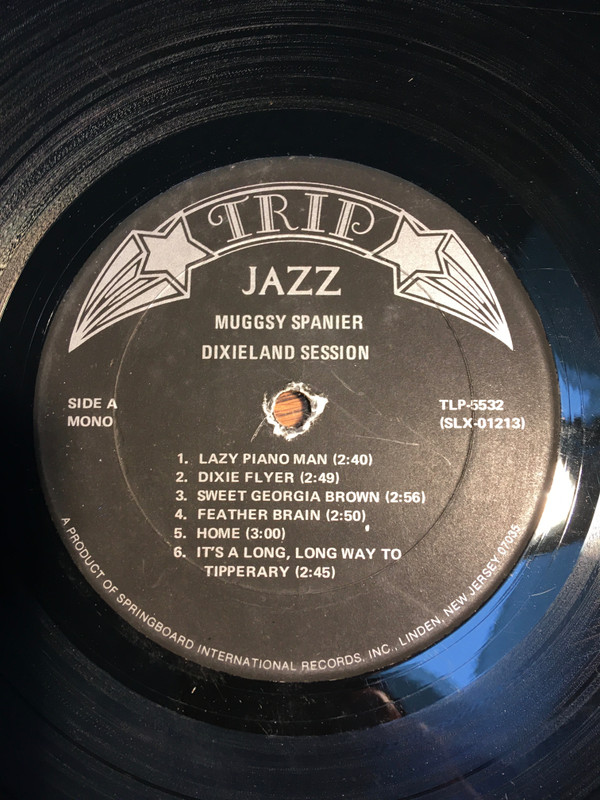 TRIP
JAZZ
MUGGSY SPANIER
DIXIELAND SESSION
SIDE A
MONO
TLP-5532
(SLX-01213)
1. LAZY PIANO MAN (2:40)
2. DIXIE FLYER (2:49)
3. SWEET GEORGIA BROWN (2:56)
4. FEATHER BRAIN (2:50)
5. HOME (3:00)
6. IT'S A LONG, LONG WAY TO
TIPPERARY (2:45)
A PRODUCT OF SPRINGBOARD INTERNATIONAL RECORDS, INC., LINDEN, NEW JERSEY 07035